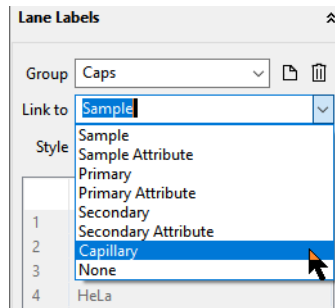 Lane Labels
Group Caps
Link to Sample
Sample
Style Sample Attribute
Primary
Primary Attribute
Secondary
1 Secondary Attribute
2 Capillary
3 None
4 HeLa